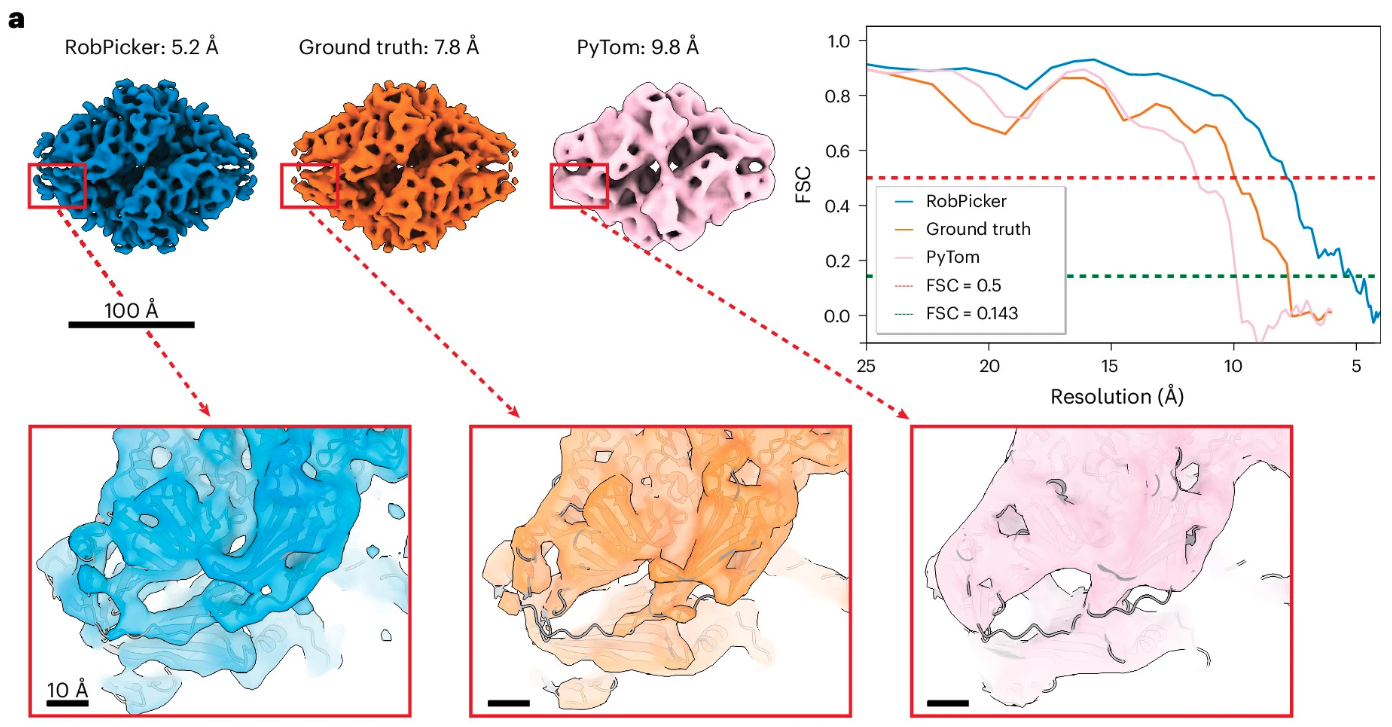 a
RobPicker: 5.2 Å
Ground truth: 7.8 Å
PyTom: 9.8 Å
100 Å
1.0
0.8
0.6
0.4
0.2
0.0
FSC
RobPicker
Ground truth
PyTom
FSC = 0.5
FSC = 0.143
25
20
15
10
5
Resolution (Å)
10 Å